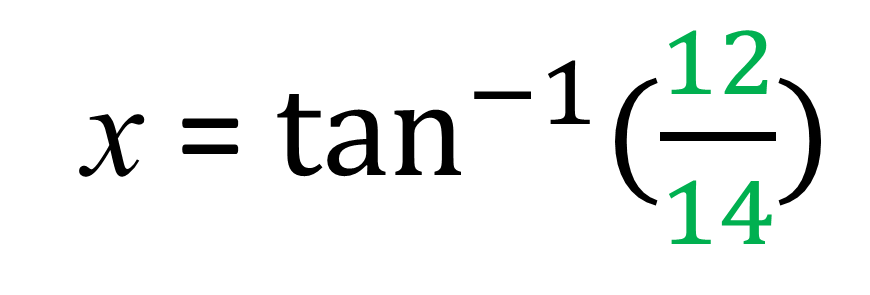 x = tan⁻¹(12/14)